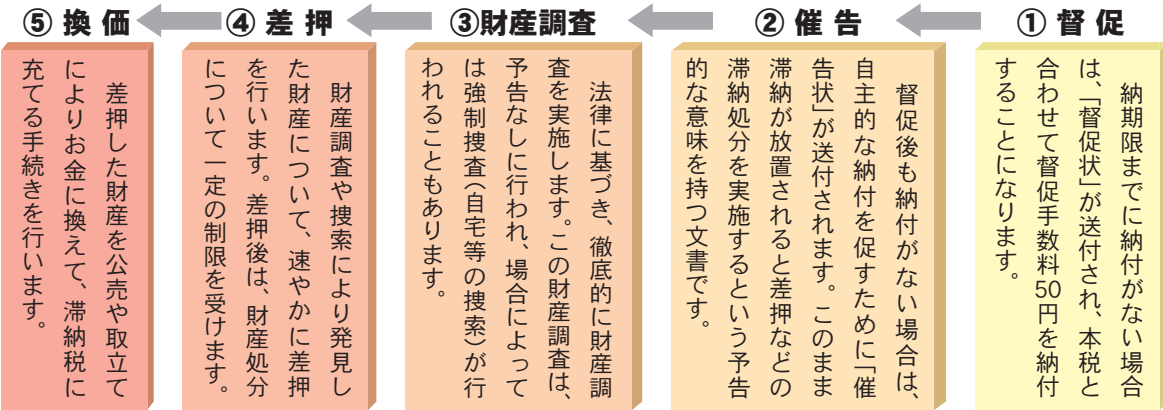 ① 督 促
納期限までに納付がない場合
は、「督促状」が送付され、本税と
合わせて督促手数料50円を納付
することになります。
② 催 告
督促後も納付がない場合は、
自主的な納付を促すために「催
告状」が送付されます。このまま
滞納が放置されると差押などの
滞納処分を実施するという予告
的な意味を持つ文書です。
③財産調査
法律に基づき、徹底的に財産調
査を実施します。この財産調査は、
予告なしに行われ、場合によって
は強制捜査(自宅等の捜索)が行
われることもあります。
④ 差 押
財産調査や捜索により発見し
た財産について、速やかに差押
を行います。差押後は、財産処分
について一定の制限を受けます。
⑤ 換 価
差押した財産を公売や取立て
によりお金に換えて、滞納税に
充てる手続きを行います。